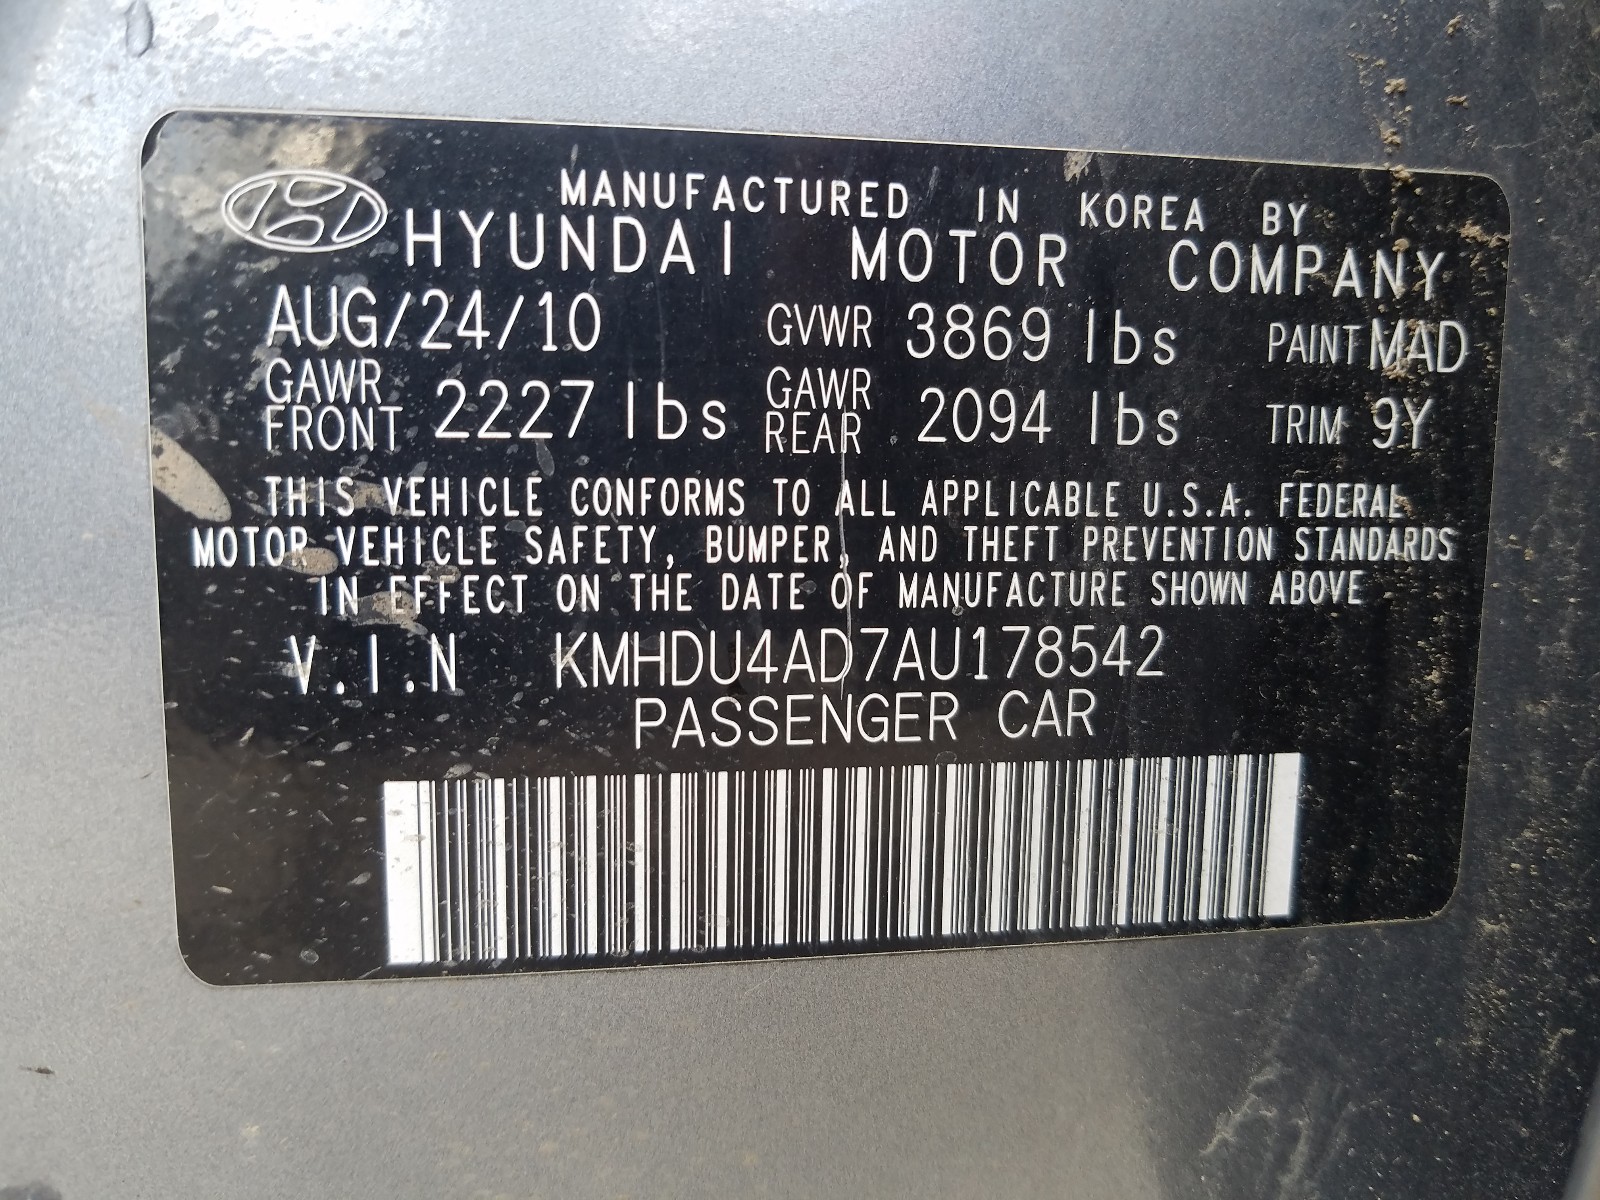 MANUFACTURED IN KOREA BY
HYUNDAI MOTOR COMPANY
AUG/24/10 GVWR 3869 lbs PAINT MAD
GAWR FRONT 2227 lbs GAWR REAR 2094 lbs TRIM 9Y
THIS VEHICLE CONFORMS TO ALL APPLICABLE U.S.A. FEDERAL
MOTOR VEHICLE SAFETY, BUMPER, AND THEFT PREVENTION STANDARDS
IN EFFECT ON THE DATE OF MANUFACTURE SHOWN ABOVE
V.I.N KMHDU4AD7AU178542
PASSENGER CAR